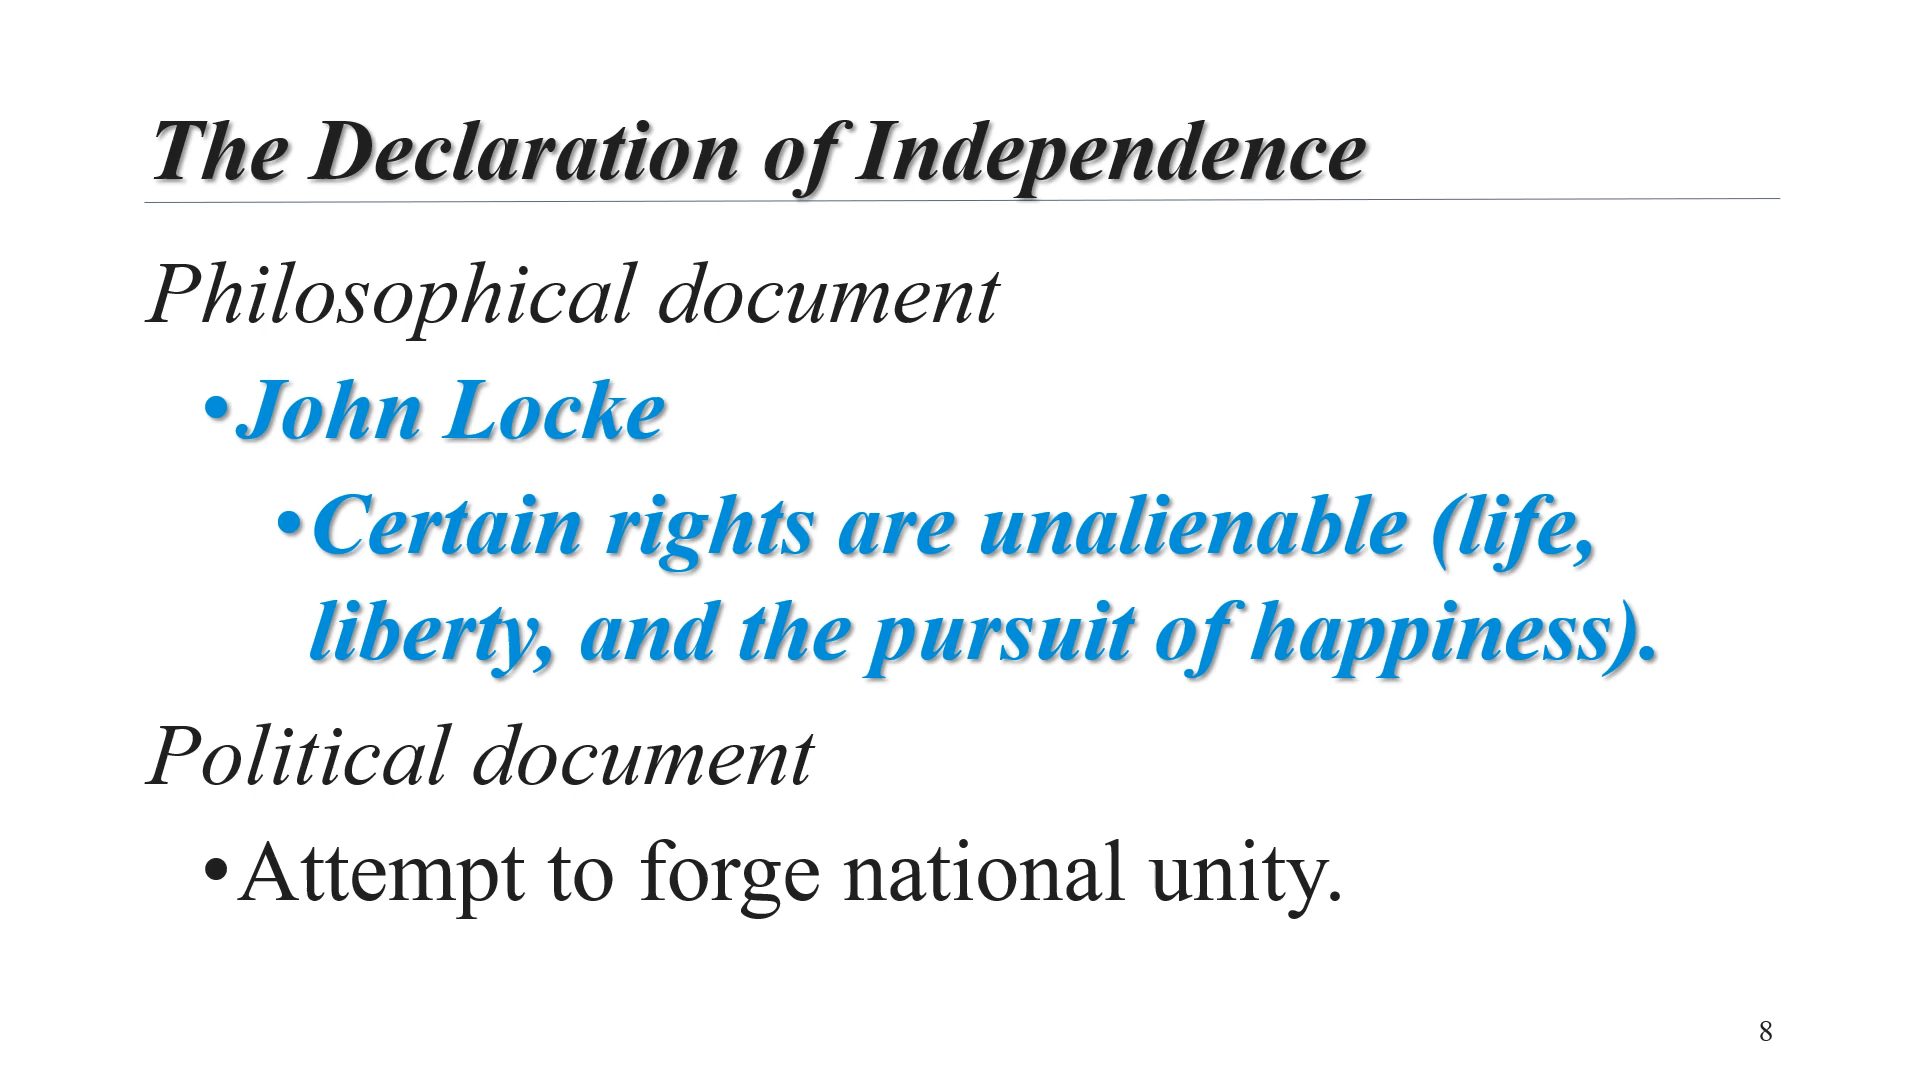 The Declaration of Independence
Philosophical document
•John Locke
•Certain rights are unalienable (life,
liberty, and the pursuit of happiness).
Political document
•Attempt to forge national unity.
8